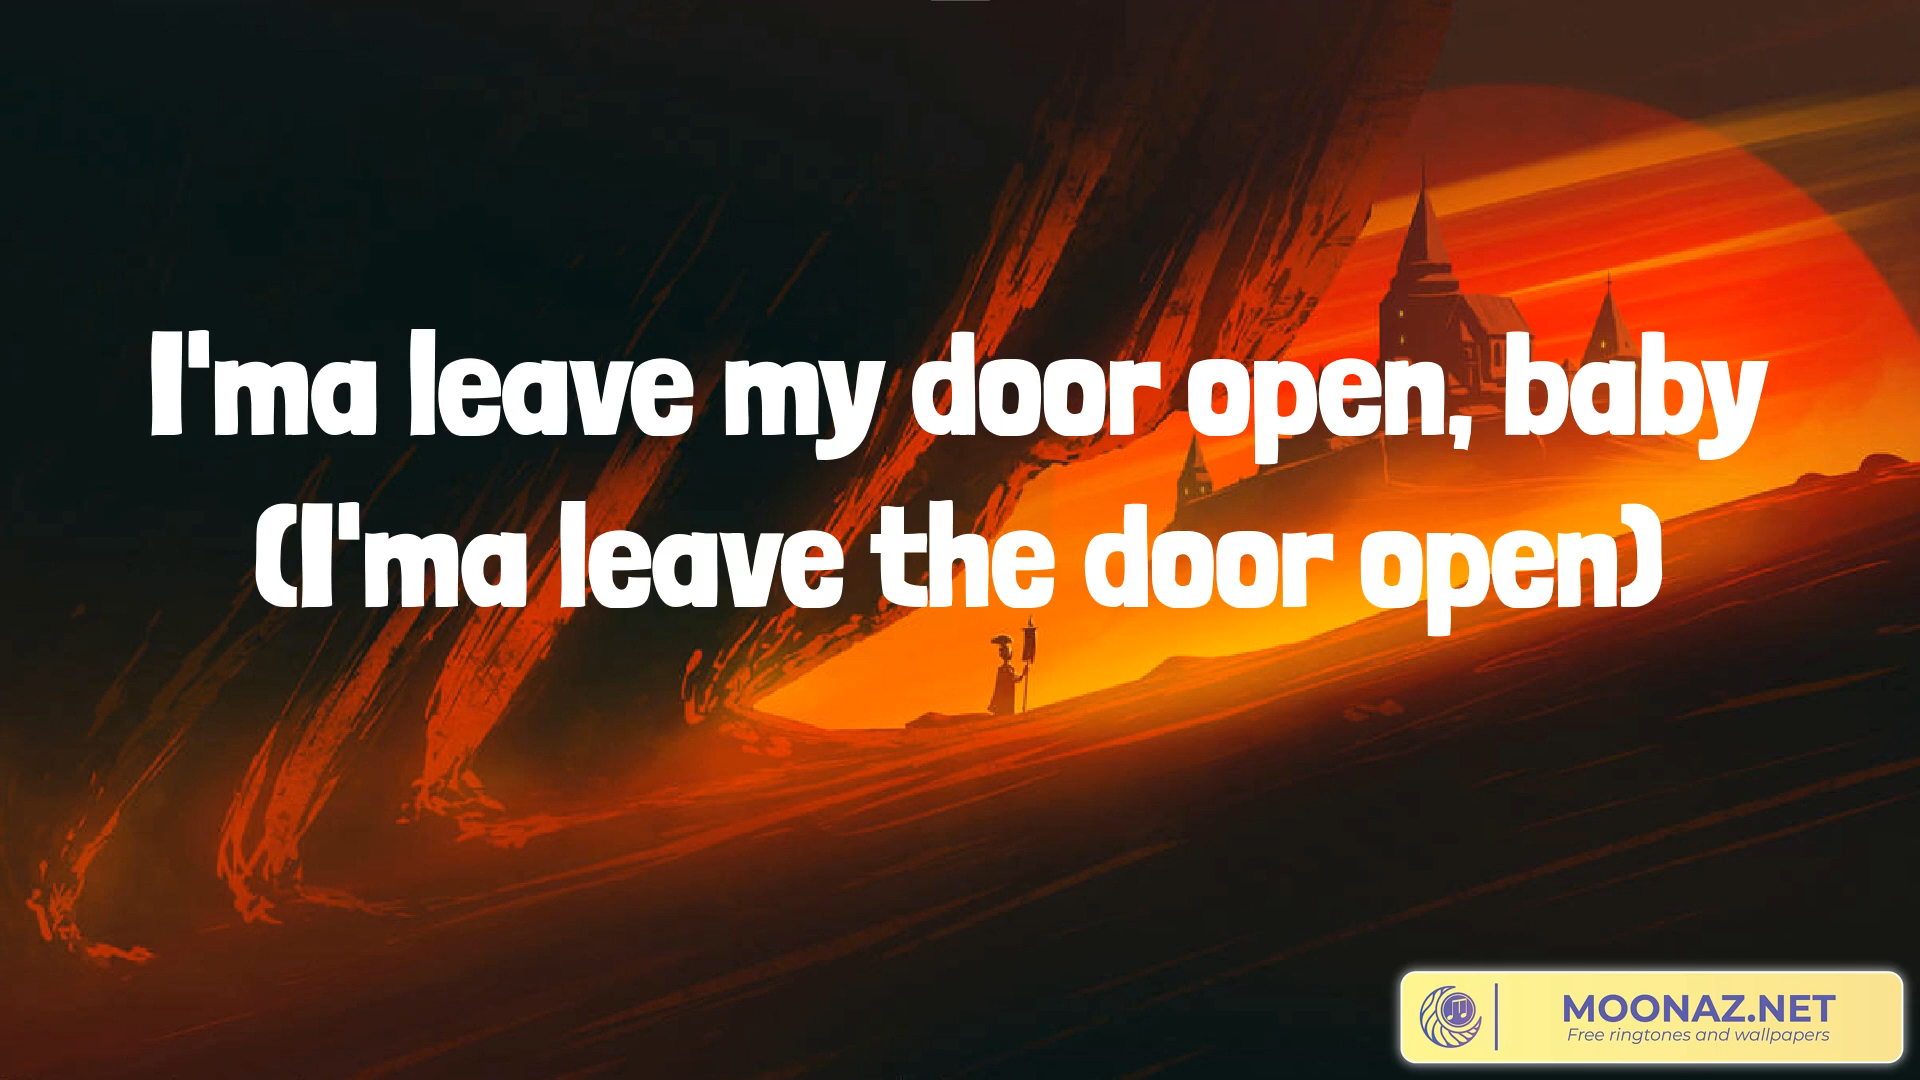 I'ma leave my door open, baby
(I'ma leave the door open)
MOONAZ.NET
Free ringtones and wallpapers